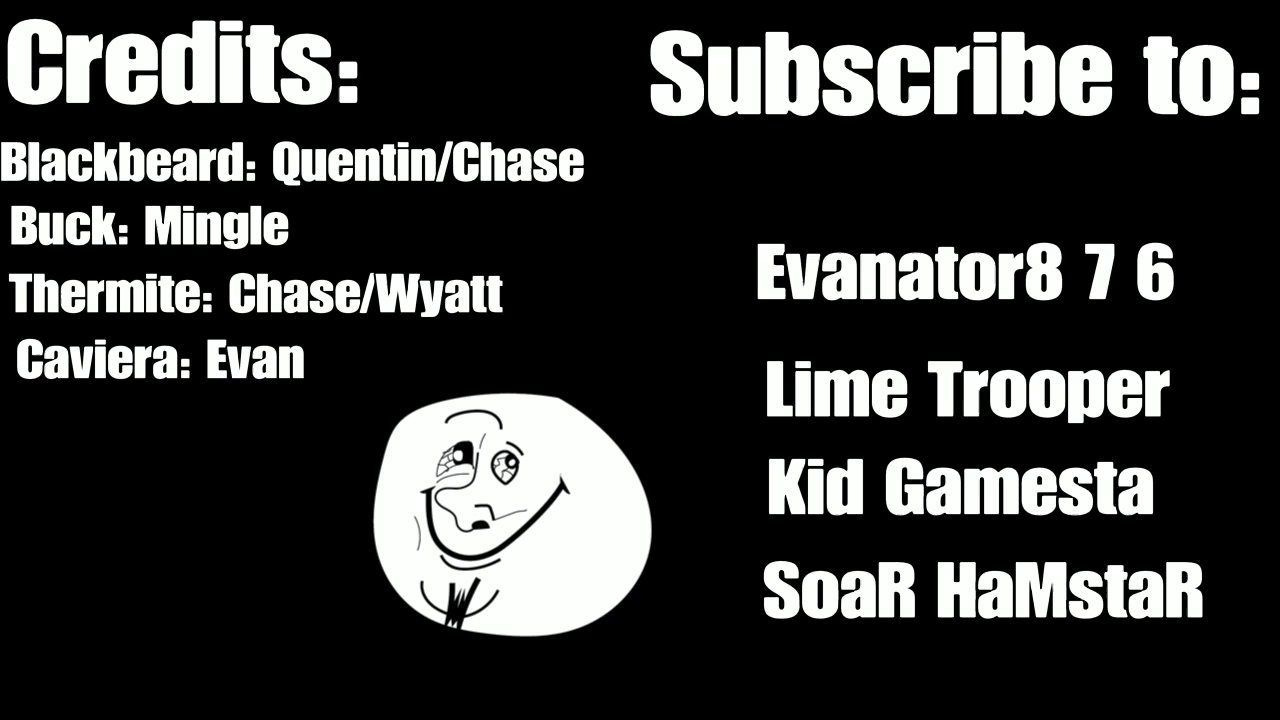 Credits:
Blackbeard: Quentin/Chase
Buck: Mingle
Thermite: Chase/Wyatt
Caviera: Evan
Subscribe to:
Evanator8 7 6
Lime Trooper
Kid Gamesta
SoaR HaMstaR